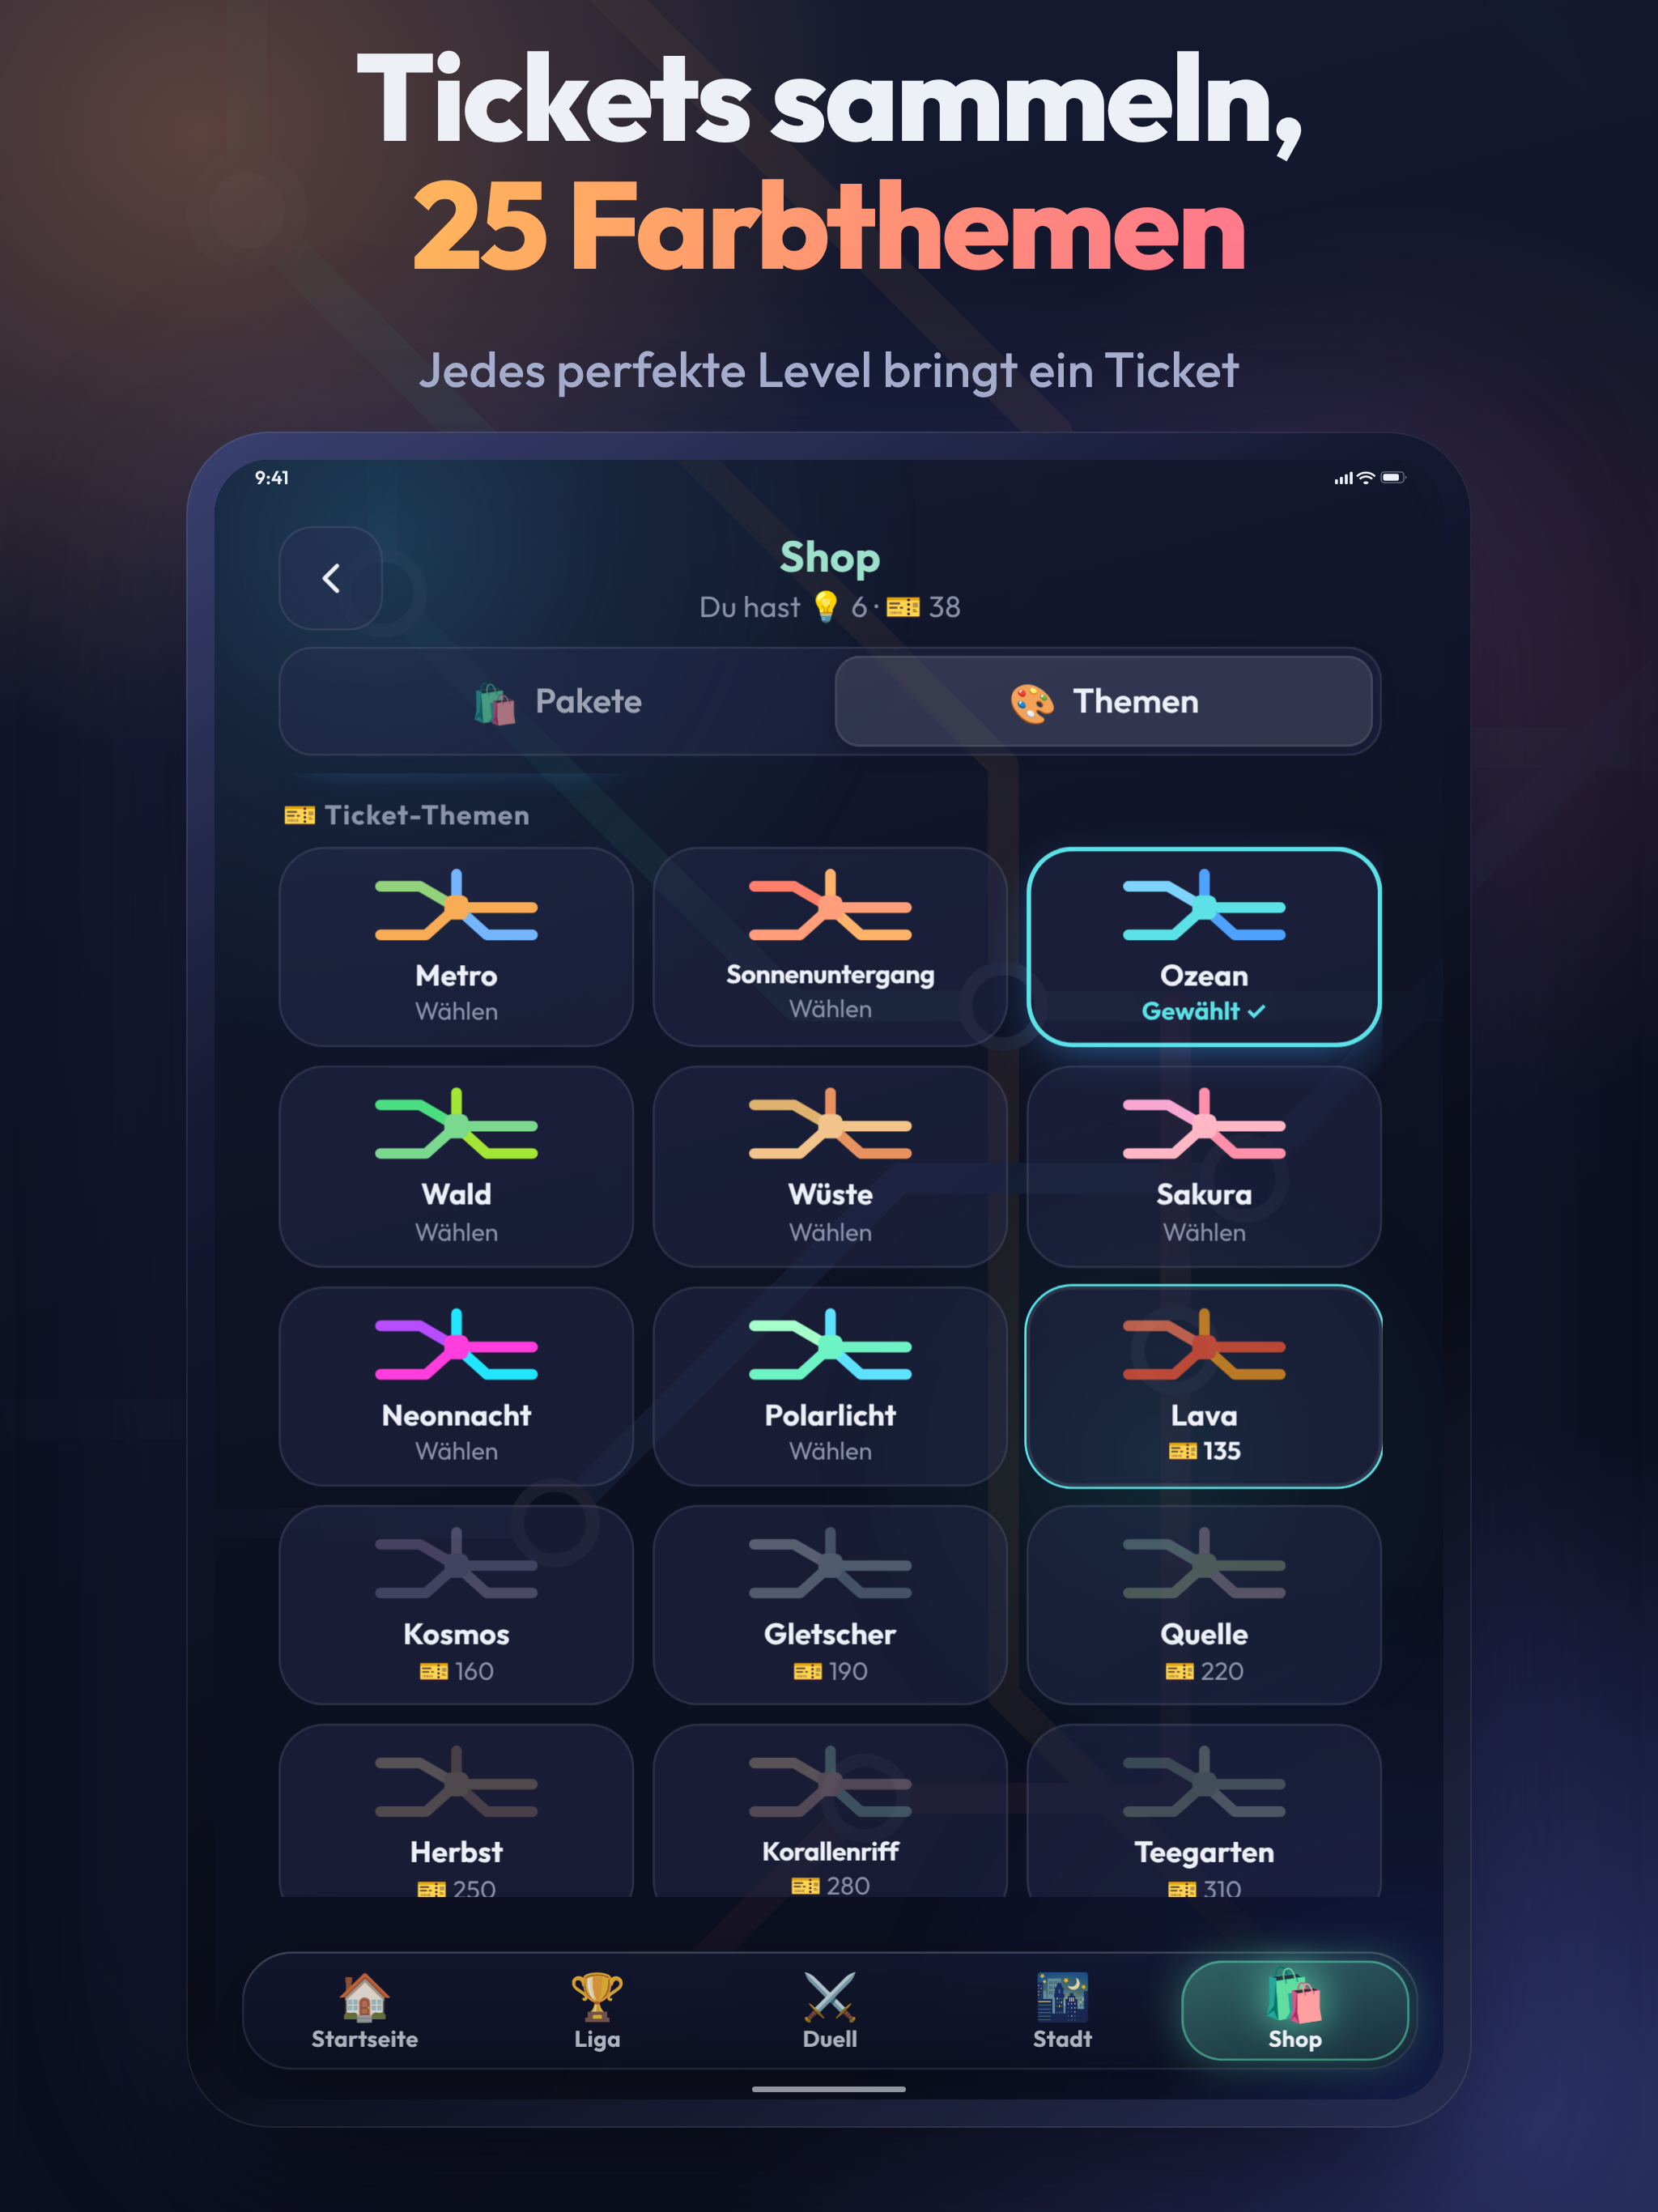 Tickets sammeln,
25 Farbthemen
Jedes perfekte Level bringt ein Ticket
9:41
Shop
Du hast 💡 6 · 🎫 38
Pakete
Themen
Ticket-Themen
Metro
Wählen
Sonnenuntergang
Wählen
Ozean
Gewählt ✓
Wald
Wählen
Wüste
Wählen
Sakura
Wählen
Neonnacht
Wählen
Polarlicht
Wählen
Lava
🎫 135
Kosmos
🎫 160
Gletscher
🎫 190
Quelle
🎫 220
Herbst
🎫 250
Korallenriff
🎫 280
Teegarten
🎫 310
Startseite
Liga
Duell
Stadt
Shop